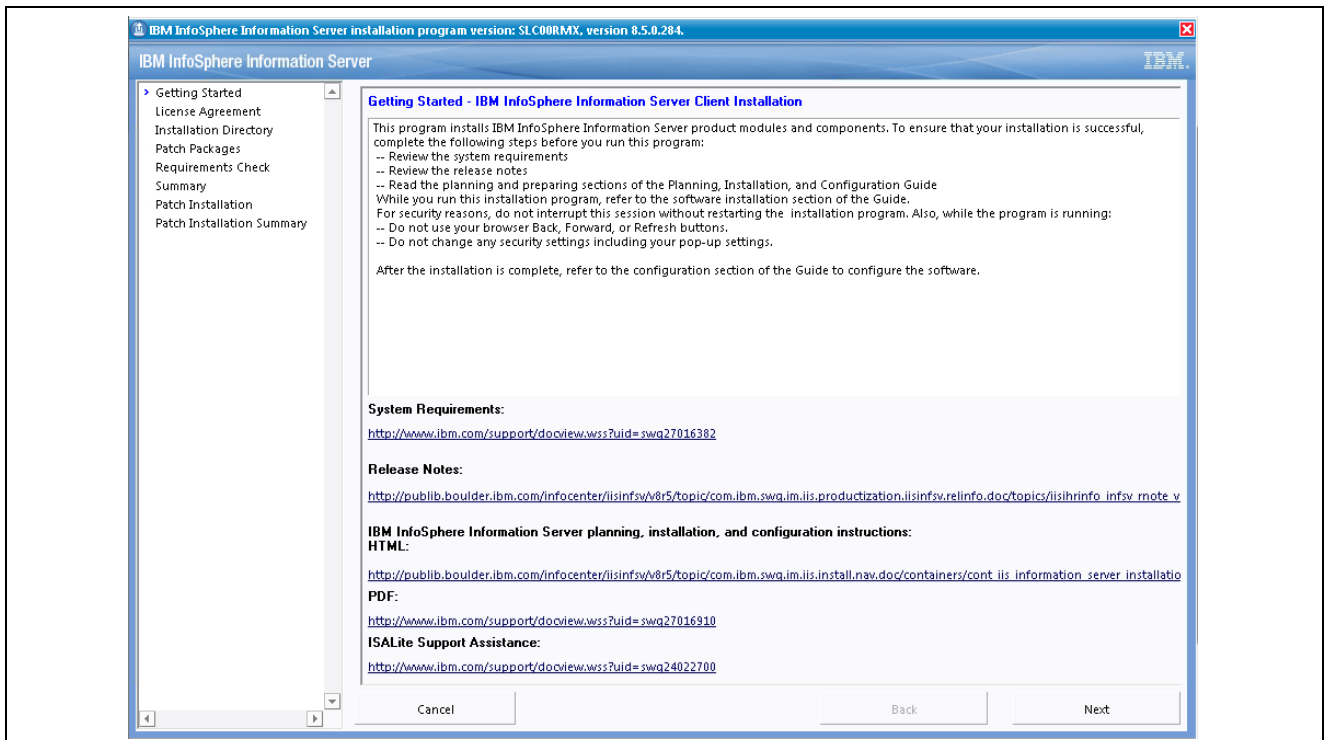 IBM InfoSphere Information Server installation program version: SLC00RMX, version 8.5.0.284.
IBM InfoSphere Information Server
IBM.
Getting Started
License Agreement
Installation Directory
Patch Packages
Requirements Check
Summary
Patch Installation
Patch Installation Summary
Getting Started - IBM InfoSphere Information Server Client Installation
This program installs IBM InfoSphere Information Server product modules and components. To ensure that your installation is successful,
complete the following steps before you run this program:
-- Review the system requirements
-- Review the release notes
-- Read the planning and preparing sections of the Planning, Installation, and Configuration Guide
While you run this installation program, refer to the software installation section of the Guide.
For security reasons, do not interrupt this session without restarting the installation program. Also, while the program is running:
-- Do not use your browser Back, Forward, or Refresh buttons.
-- Do not change any security settings including your pop-up settings.
After the installation is complete, refer to the configuration section of the Guide to configure the software.
System Requirements:
http://www.ibm.com/support/docview.wss?uid=swg27016382
Release Notes:
http://publib.boulder.ibm.com/infocenter/iisinfsv/v8r5/topic/com.ibm.swg.im.iis.productization.iisinfsv.relinfo.doc/topics/iisihrinfo_infsv_rnote_v
IBM InfoSphere Information Server planning, installation, and configuration instructions:
HTML:
http://publib.boulder.ibm.com/infocenter/iisinfsv/v8r5/topic/com.ibm.swg.im.iis.install.nav.doc/containers/cont_iis_information_server_installatio
PDF:
http://www.ibm.com/support/docview.wss?uid=swg27016910
ISALite Support Assistance:
http://www.ibm.com/support/docview.wss?uid=swg24022700
Cancel
Back
Next